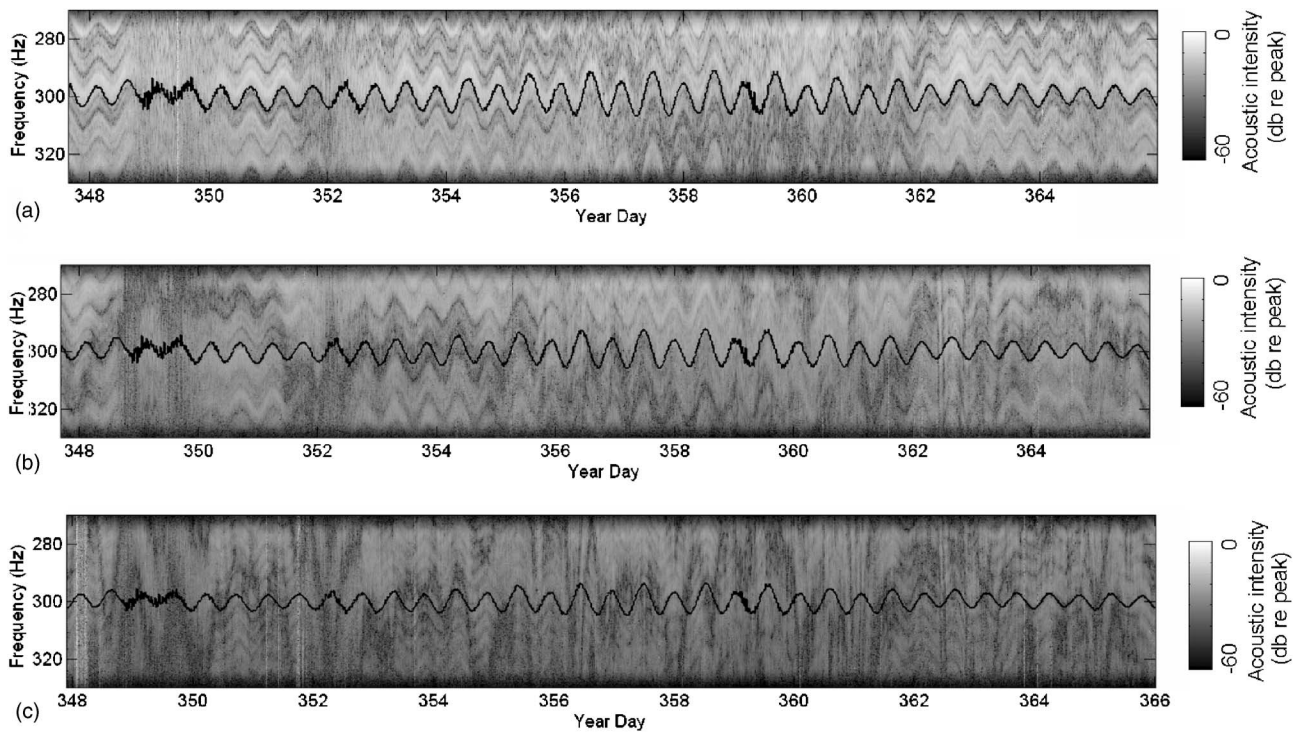 280
300
320
Frequency (Hz)
348 350 352 354 356 358 360 362 364
Year Day
(a)
0
-60
Acoustic intensity
(db re peak)
280
300
320
Frequency (Hz)
348 350 352 354 356 358 360 362 364
Year Day
(b)
0
-60
Acoustic intensity
(db re peak)
280
300
320
Frequency (Hz)
348 350 352 354 356 358 360 362 364 366
Year Day
(c)
0
-60
Acoustic intensity
(db re peak)